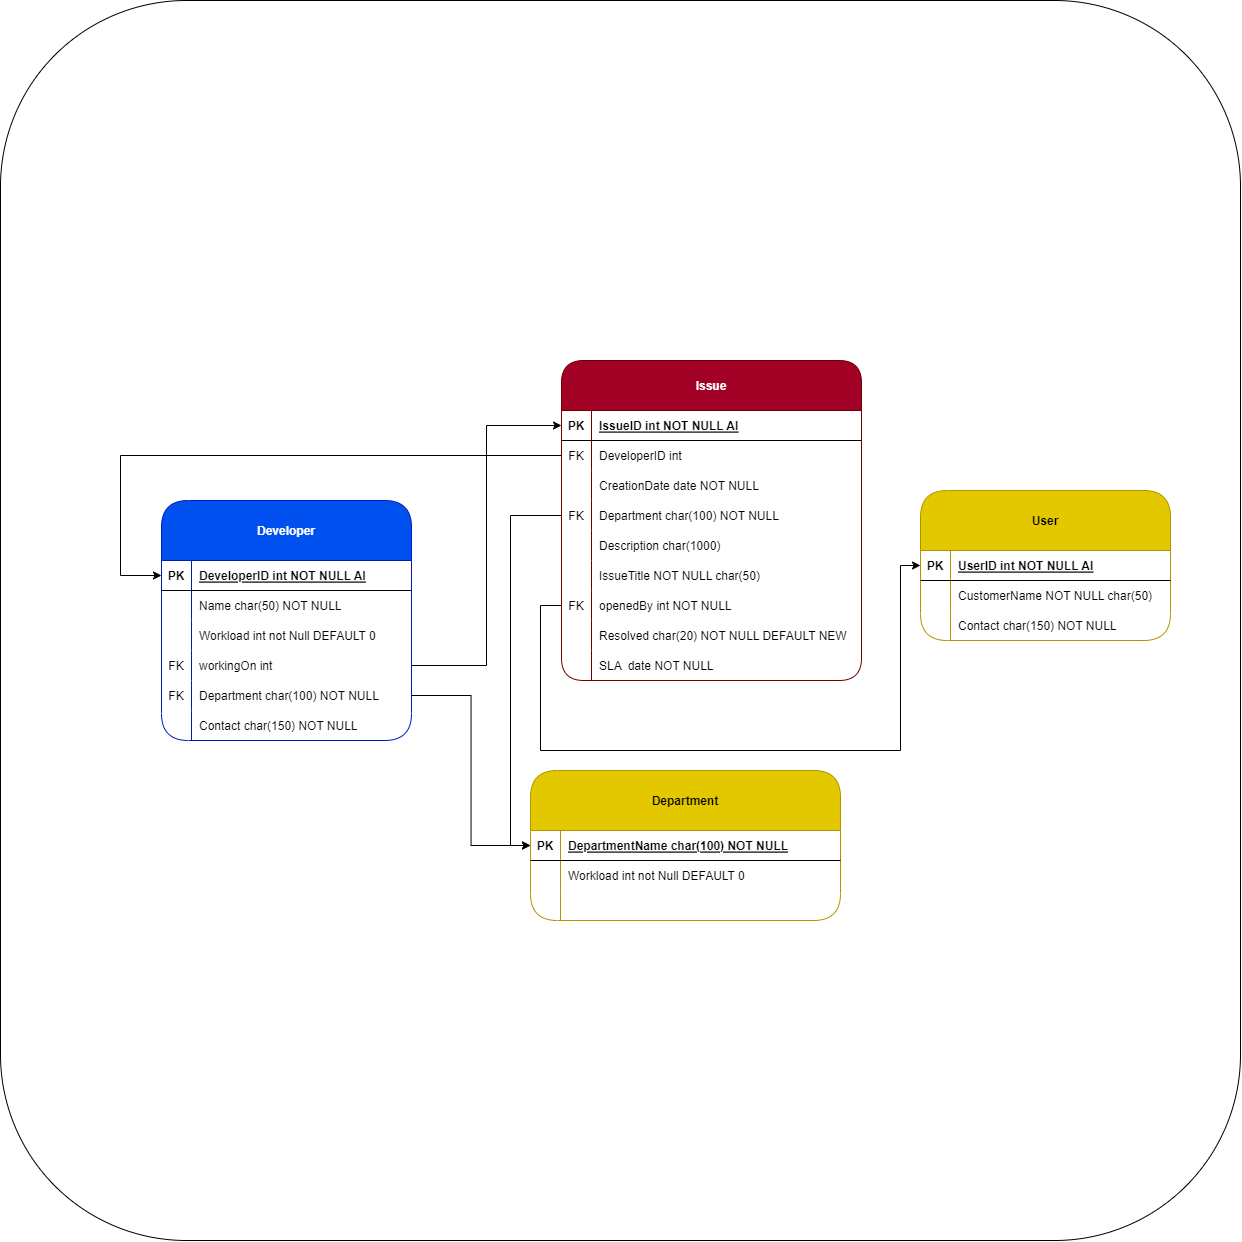 Issue
PK IssueID int NOT NULL AI
FK DeveloperID int
CreationDate date NOT NULL
FK Department char(100) NOT NULL
Description char(1000)
IssueTitle NOT NULL char(50)
FK openedBy int NOT NULL
Resolved char(20) NOT NULL DEFAULT NEW
SLA date NOT NULL
Developer
PK DeveloperID int NOT NULL AI
Name char(50) NOT NULL
Workload int not Null DEFAULT 0
FK workingOn int
FK Department char(100) NOT NULL
Contact char(150) NOT NULL
User
PK UserID int NOT NULL AI
CustomerName NOT NULL char(50)
Contact char(150) NOT NULL
Department
PK DepartmentName char(100) NOT NULL
Workload int not Null DEFAULT 0